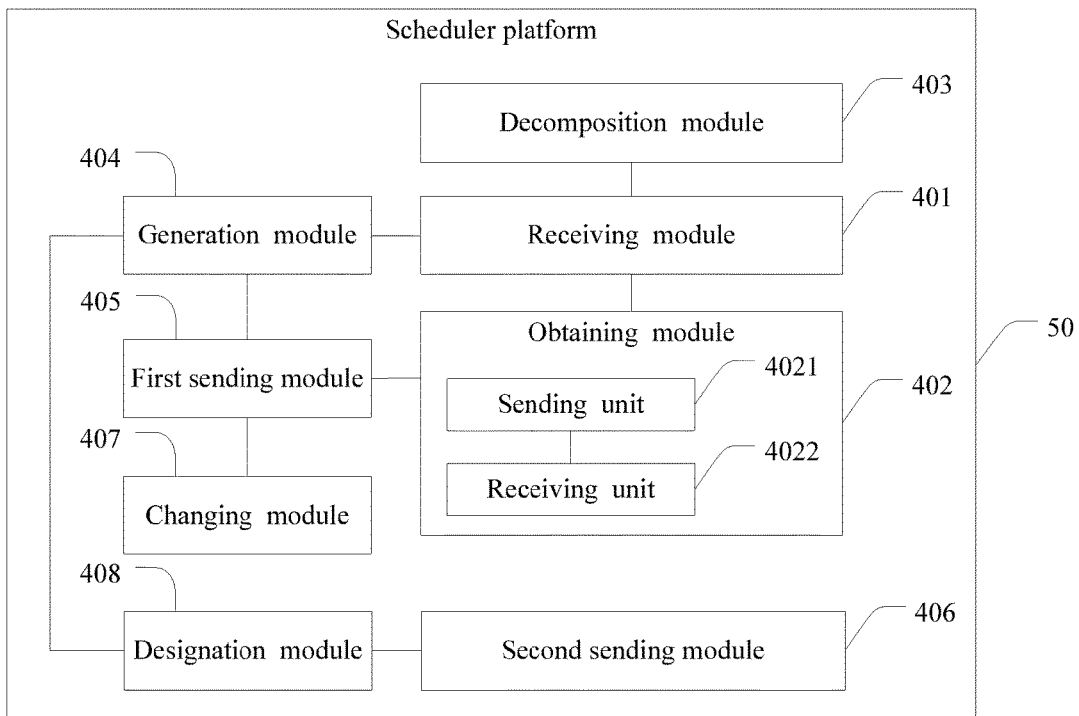 Scheduler platform
403
Decomposition module
404
401
Generation module
Receiving module
405
Obtaining module
50
First sending module
4021
402
Sending unit
407
4022
Receiving unit
Changing module
408
406
Designation module
Second sending module